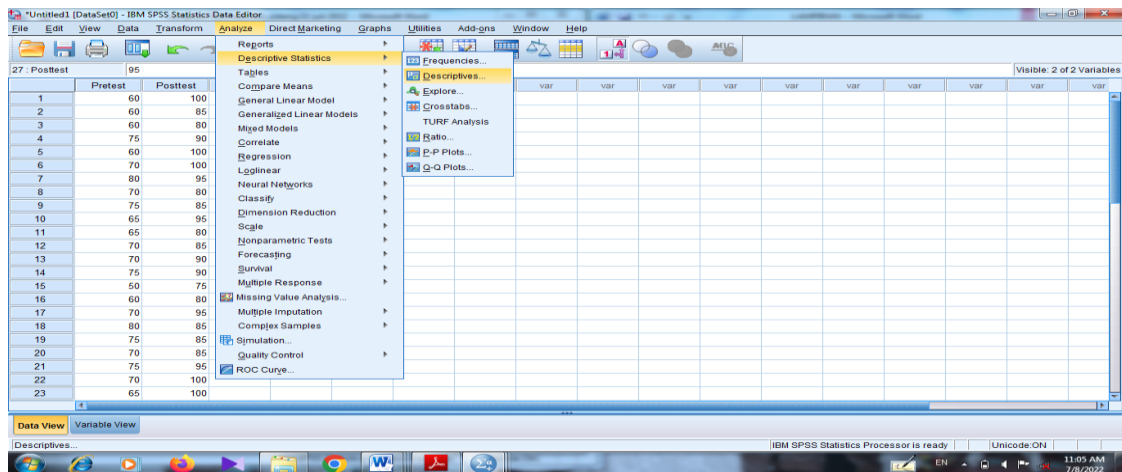 *Untitled1 [DataSet0] - IBM SPSS Statistics Data Editor
File Edit View Data Transform Analyze Direct Marketing Graphs Utilities Add-ons Window Help
27 : Posttest 95 Visible: 2 of 2 Variables
Pretest Posttest var var var var var var var var var var
1 60 100
2 60 85
3 60 80
4 75 90
5 60 100
6 70 100
7 80 95
8 70 80
9 75 85
10 65 95
11 65 80
12 70 85
13 70 90
14 75 90
15 50 75
16 60 80
17 70 95
18 80 85
19 75 85
20 70 85
21 75 95
22 70 100
23 65 100
Reports
Descriptive Statistics
Tables
Compare Means
General Linear Model
Generalized Linear Models
Mixed Models
Correlate
Regression
Loglinear
Neural Networks
Classify
Dimension Reduction
Scale
Nonparametric Tests
Forecasting
Survival
Multiple Response
Missing Value Analysis...
Multiple Imputation
Complex Samples
Simulation...
Quality Control
ROC Curve...
Frequencies...
Descriptives...
Explore...
Crosstabs...
TURF Analysis
Ratio...
P-P Plots...
Q-Q Plots...
Data View Variable View
Descriptives... IBM SPSS Statistics Processor is ready Unicode:ON
EN 11:05 AM
7/8/2022